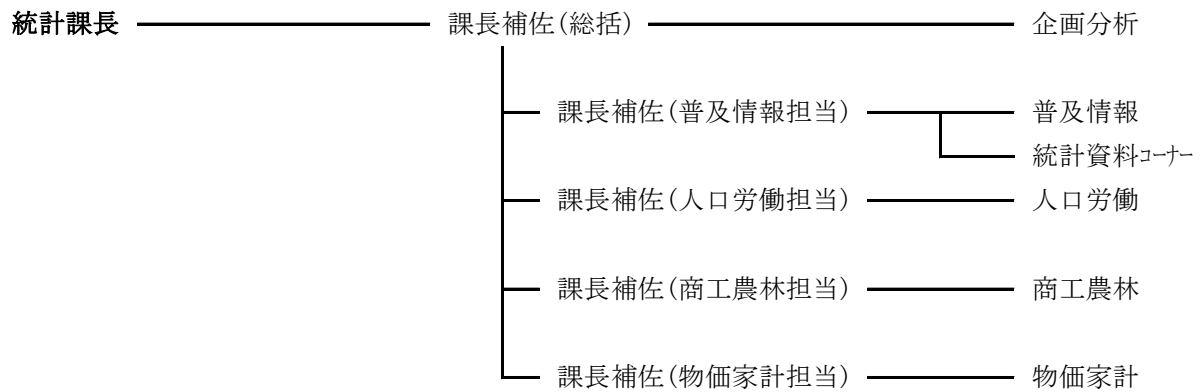 統計課長 課長補佐(総括) 企画分析
課長補佐(普及情報担当) 普及情報
統計資料コーナー
課長補佐(人口労働担当) 人口労働
課長補佐(商工農林担当) 商工農林
課長補佐(物価家計担当) 物価家計